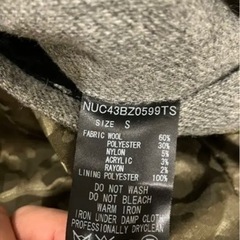 NUC43BZ0599TS
SIZE S
FABRIC WOOL 60%
POLYESTER 30%
NYLON 5%
ACRYLIC 3%
RAYON 2%
LINING POLYESTER 100%
DO NOT WASH
DO NOT BLEACH
WARM IRON
IRON UNDER DAMP CLOTH
PROFESSIONALLY DRYCLEAN